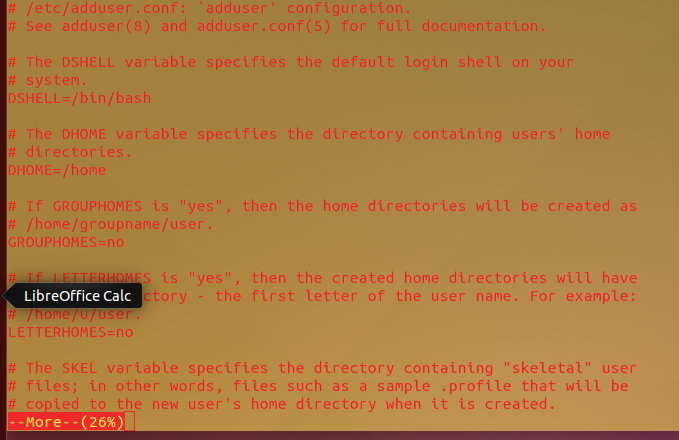 # /etc/adduser.conf: `adduser' configuration.
# See adduser(8) and adduser.conf(5) for full documentation.
# The DSHELL variable specifies the default login shell on your
# system.
DSHELL=/bin/bash
# The DHOME variable specifies the directory containing users' home
# directories.
DHOME=/home
# If GROUPHOMES is "yes", then the home directories will be created as
# /home/groupname/user.
GROUPHOMES=no
# If LETTERHOMES is "yes", then the created home directories will have
LibreOffice Calc
ctory - the first letter of the user name. For example:
# /home/u/user.
LETTERHOMES=no
# The SKEL variable specifies the directory containing "skeletal" user
# files; in other words, files such as a sample .profile that will be
# copied to the new user's home directory when it is created.
--More--(26%)